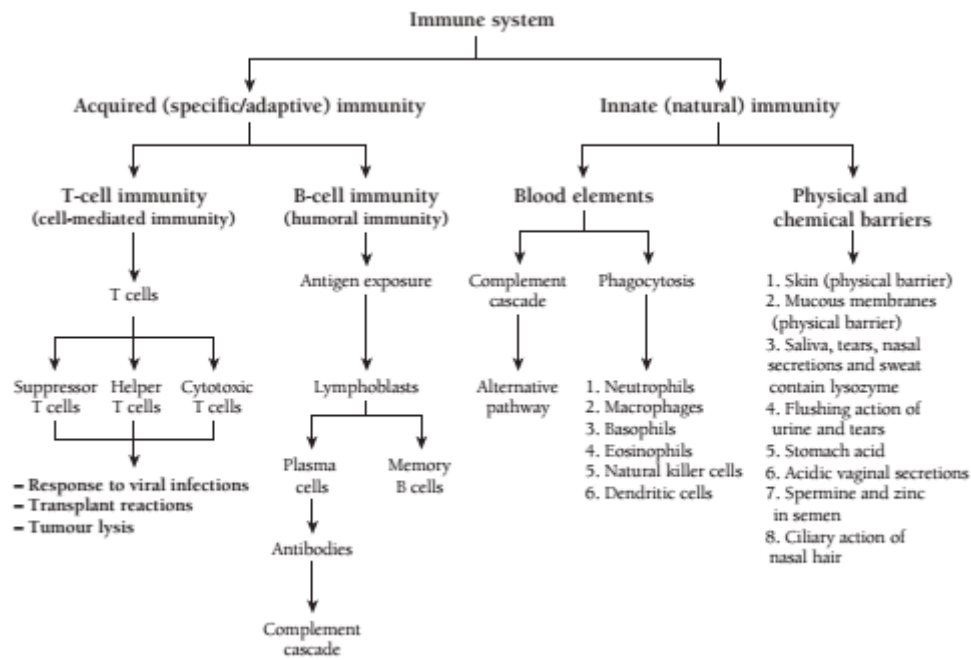 Immune system
Acquired (specific/adaptive) immunity
Innate (natural) immunity
T-cell immunity
(cell-mediated immunity)
B-cell immunity
(humoral immunity)
Blood elements
Physical and
chemical barriers
T cells
Suppressor
T cells
Helper
T cells
Cytotoxic
T cells
– Response to viral infections
– Transplant reactions
– Tumour lysis
Antigen exposure
Lymphoblasts
Plasma
cells
Memory
B cells
Antibodies
Complement
cascade
Complement
cascade
Alternative
pathway
Phagocytosis
1. Neutrophils
2. Macrophages
3. Basophils
4. Eosinophils
5. Natural killer cells
6. Dendritic cells
1. Skin (physical barrier)
2. Mucous membranes
(physical barrier)
3. Saliva, tears, nasal
secretions and sweat
contain lysozyme
4. Flushing action of
urine and tears
5. Stomach acid
6. Acidic vaginal secretions
7. Spermine and zinc
in semen
8. Ciliary action of
nasal hair